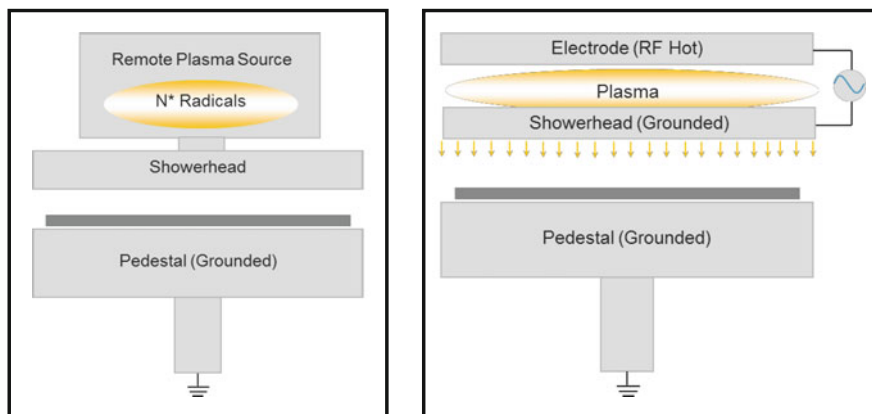 Remote Plasma Source
N* Radicals
Showerhead
Pedestal (Grounded)
Electrode (RF Hot)
Plasma
Showerhead (Grounded)
Pedestal (Grounded)